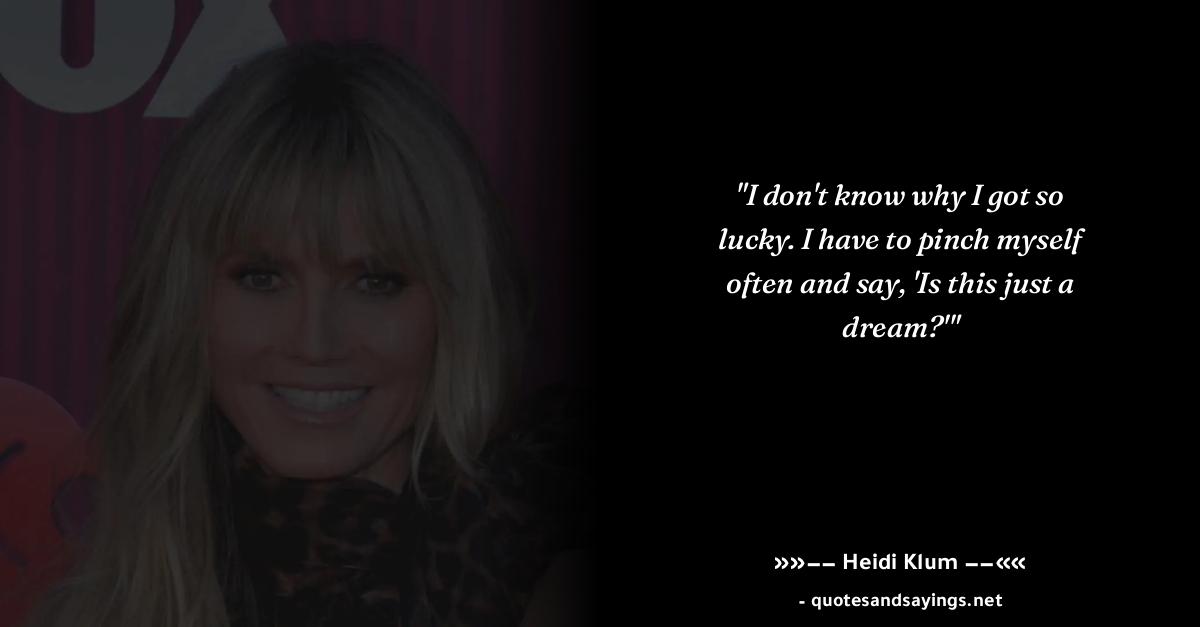 "I don't know why I got so
lucky. I have to pinch myself
often and say, 'Is this just a
dream?'"
»»–– Heidi Klum ––««
- quotesandsayings.net